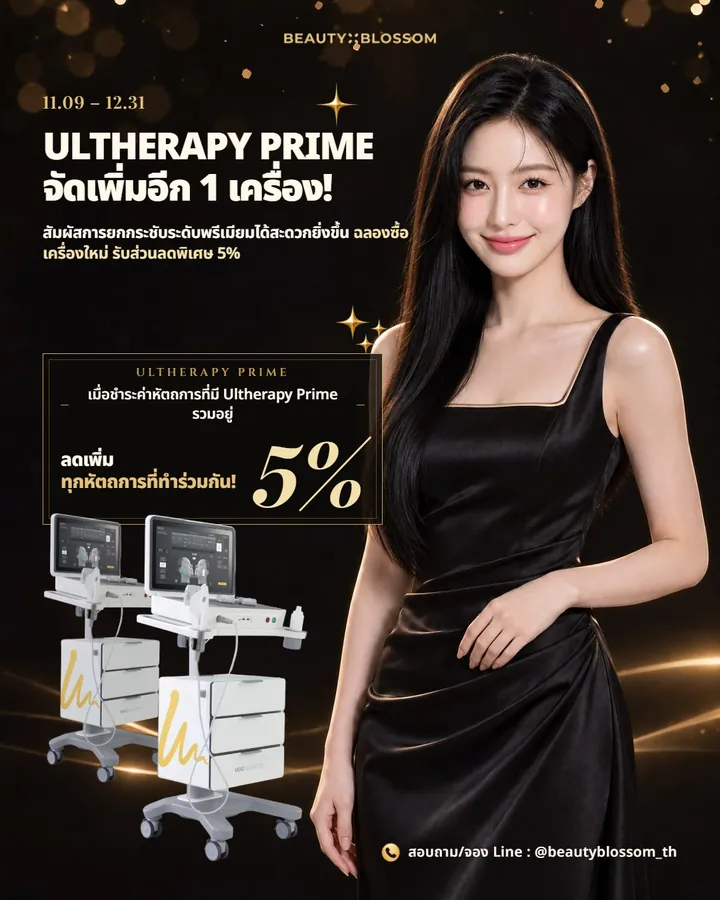 BEAUTY::BLOSSOM
11.09 – 12.31
ULTHERAPY PRIME
จัดเพิ่มอีก 1 เครื่อง!
สัมผัสการยกกระชับระดับพรีเมียมได้สะดวกยิ่งขึ้น ฉลองซื้อ
เครื่องใหม่ รับส่วนลดพิเศษ 5%
ULTHERAPY PRIME
เมื่อชำระค่าหัตถการที่มี Ultherapy Prime
รวมอยู่
ลดเพิ่ม
ทุกหัตถการที่ทำร่วมกัน!
5%
สอบถาม/จอง Line : @beautyblossom_th